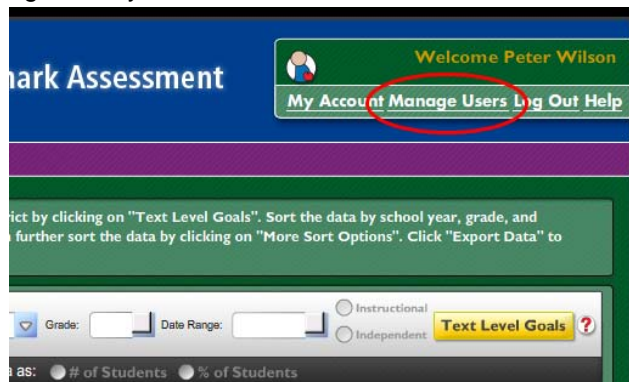 Welcome Peter Wilson
mark Assessment
My Account Manage Users Log Out Help
rict by clicking on "Text Level Goals". Sort the data by school year, grade, and
further sort the data by clicking on "More Sort Options". Click "Export Data" to
Grade: Date Range: Instructional
Independent Text Level Goals ?
as: # of Students % of Students